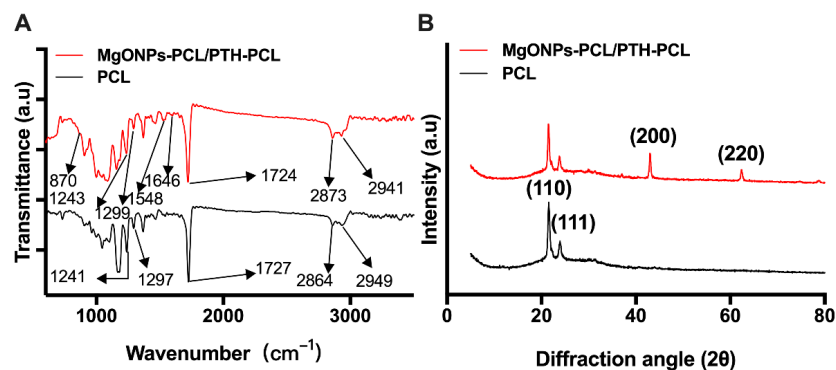 A
MgONPs-PCL/PTH-PCL
PCL
Transmittance (a.u)
870
1243
1299
1548
1646
1724
2873
2941
1241
1297
1727
2864
2949
1000
2000
3000
Wavenumber (cm⁻¹)
B
MgONPs-PCL/PTH-PCL
PCL
Intensity (a.u)
(110)
(111)
(200)
(220)
0
20
40
60
80
Diffraction angle (2θ)